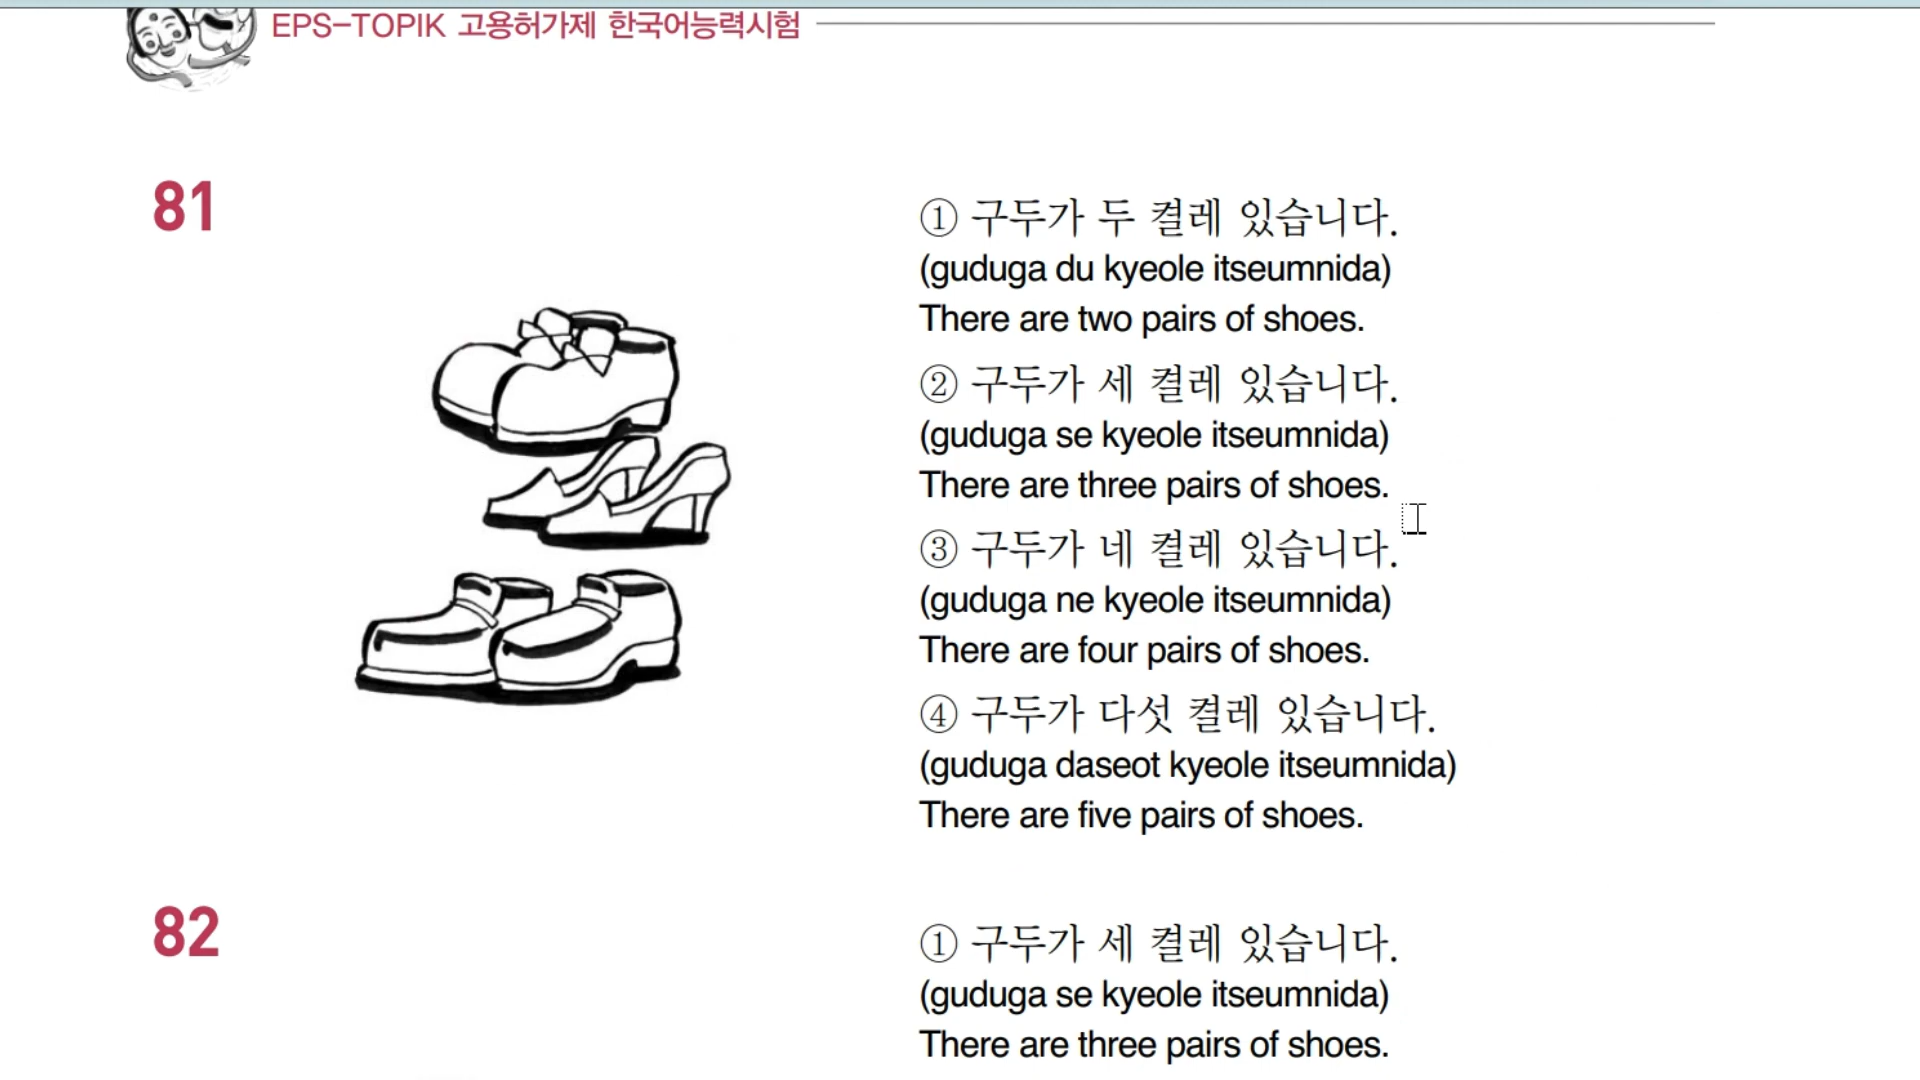 EPS-TOPIK 고용허가제 한국어능력시험
81
① 구두가 두 켤레 있습니다.
(guduga du kyeole itseumnida)
There are two pairs of shoes.
② 구두가 세 켤레 있습니다.
(guduga se kyeole itseumnida)
There are three pairs of shoes.
③ 구두가 네 켤레 있습니다.
(guduga ne kyeole itseumnida)
There are four pairs of shoes.
④ 구두가 다섯 켤레 있습니다.
(guduga daseot kyeole itseumnida)
There are five pairs of shoes.
82
① 구두가 세 켤레 있습니다.
(guduga se kyeole itseumnida)
There are three pairs of shoes.